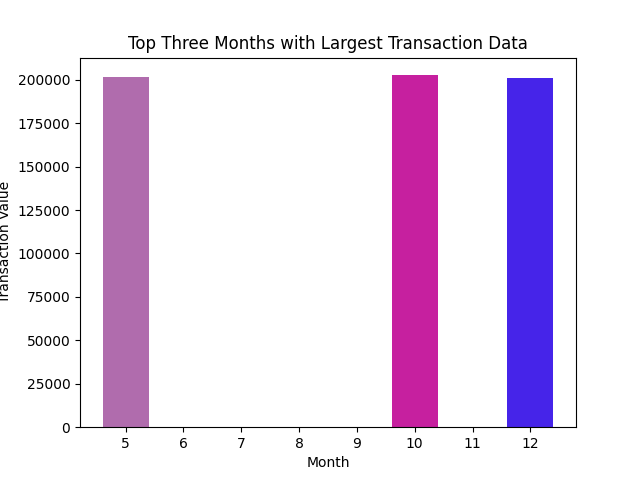 Top Three Months with Largest Transaction Data
200000
175000
150000
125000
100000
75000
50000
25000
0
Transaction Value
5 6 7 8 9 10 11 12
Month